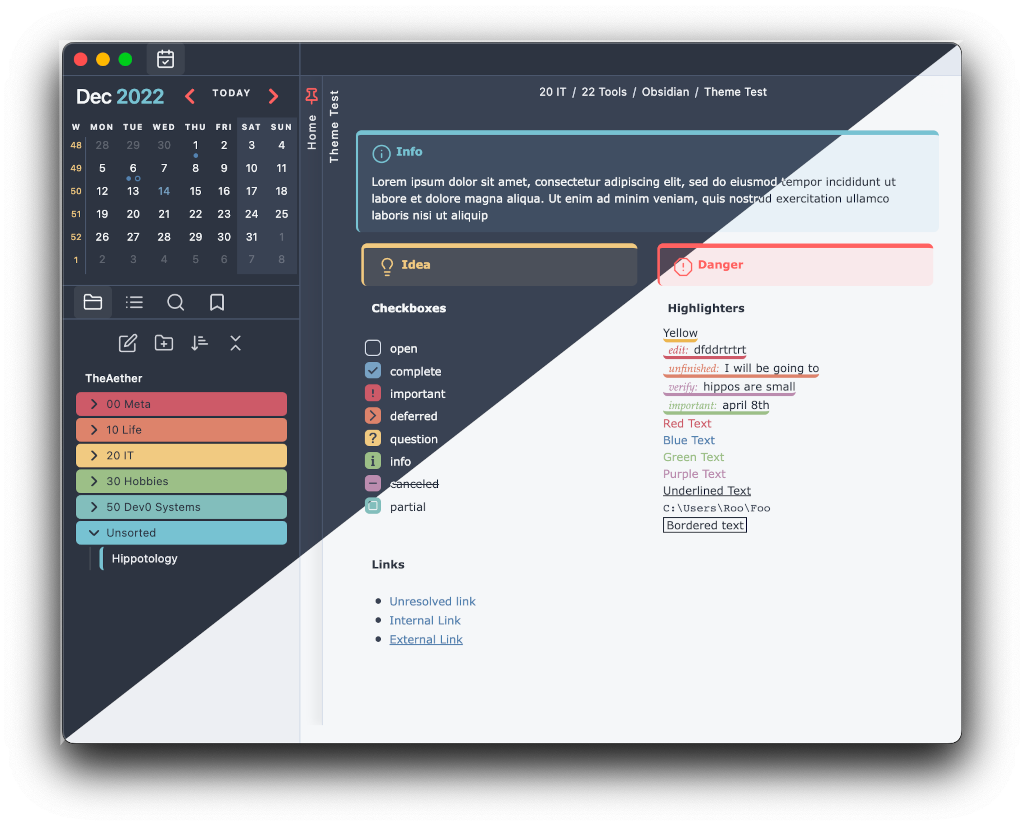 Dec 2022 TODAY
W MON TUE WED THU FRI SAT SUN
48 28 29 30 1 2 3 4
49 5 6 7 8 9 10 11
50 12 13 14 15 16 17 18
51 19 20 21 22 23 24 25
52 26 27 28 29 30 31 1
1 2 3 4 5 6 7 8
TheAether
00 Meta
10 Life
20 IT
30 Hobbies
50 Dev0 Systems
Unsorted
Hippotology
Home
Theme Test
20 IT / 22 Tools / Obsidian / Theme Test
Info
Lorem ipsum dolor sit amet, consectetur adipiscing elit, sed do eiusmod tempor incididunt ut
labore et dolore magna aliqua. Ut enim ad minim veniam, quis nostrud exercitation ullamco
laboris nisi ut aliquip
Idea
Danger
Checkboxes
open
complete
important
deferred
question
info
canceled
partial
Links
Unresolved link
Internal Link
External Link
Highlighters
Yellow
edit: dfddrtrtrt
unfinished: I will be going to
verify: hippos are small
important: april 8th
Red Text
Blue Text
Green Text
Purple Text
Underlined Text
C:\Users\Roo\Foo
Bordered text